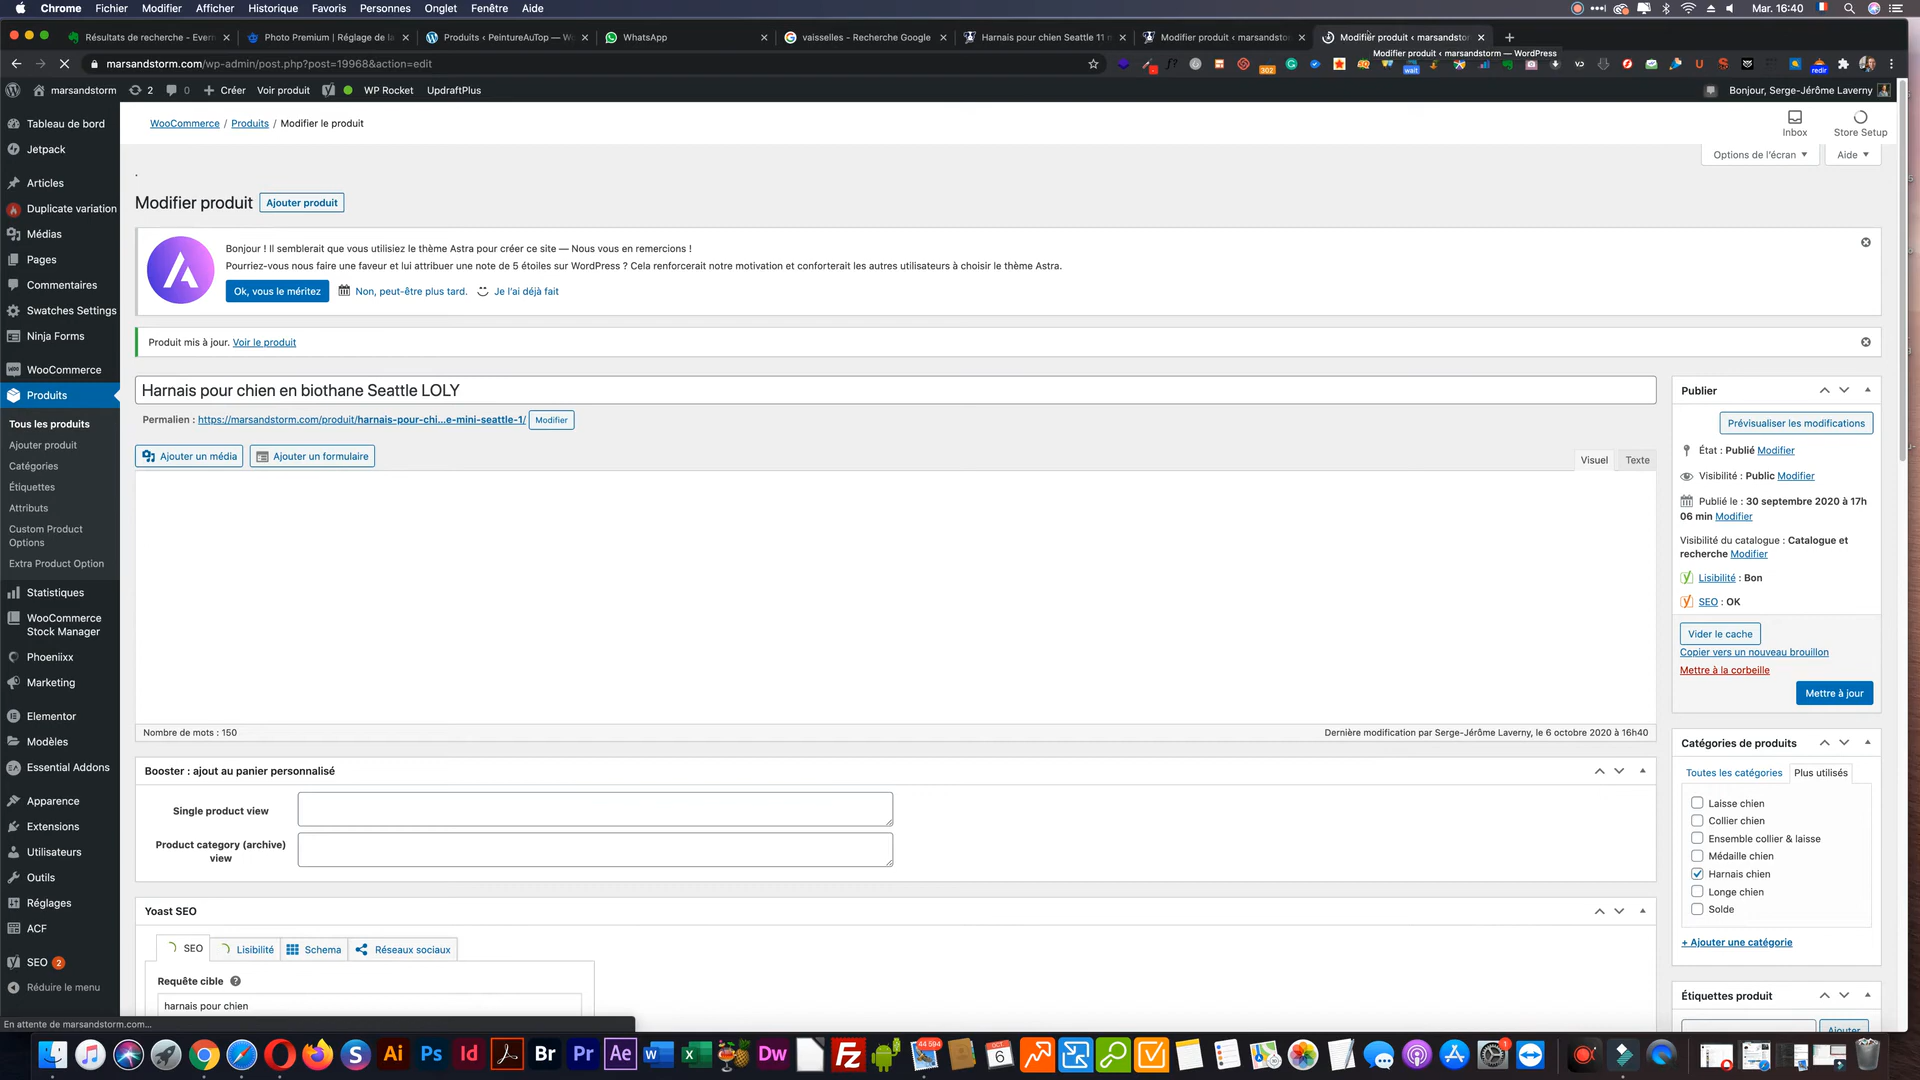 Chrome Fichier Modifier Afficher Historique Favoris Personnes Onglet Fenêtre Aide Mar. 16:40
Résultats de recherche - Evern Photo Premium | Réglage de la Produits ‹ PeintureAuTop — W WhatsApp vaisselles - Recherche Google Harnais pour chien Seattle 11 Modifier produit ‹ marsandstor Modifier produit ‹ marsandstor
Modifier produit ‹ marsandstorm — WordPress
marsandstorm.com/wp-admin/post.php?post=19968&action=edit
marsandstorm 2 0 Créer Voir produit WP Rocket UpdraftPlus Bonjour, Serge-Jérôme Laverny
WooCommerce / Produits / Modifier le produit
Inbox Store Setup
Options de l'écran Aide
Tableau de bord
Jetpack
Articles
Duplicate variation
Médias
Pages
Commentaires
Swatches Settings
Ninja Forms
WooCommerce
Produits
Tous les produits
Ajouter produit
Catégories
Étiquettes
Attributs
Custom Product
Options
Extra Product Option
Statistiques
WooCommerce
Stock Manager
Phoeniixx
Marketing
Elementor
Modèles
Essential Addons
Apparence
Extensions
Utilisateurs
Outils
Réglages
ACF
SEO 2
Réduire le menu
En attente de marsandstorm.com...
.
Modifier produit Ajouter produit
Bonjour ! Il semblerait que vous utilisiez le thème Astra pour créer ce site — Nous vous en remercions !
Pourriez-vous nous faire une faveur et lui attribuer une note de 5 étoiles sur WordPress ? Cela renforcerait notre motivation et conforterait les autres utilisateurs à choisir le thème Astra.
Ok, vous le méritez Non, peut-être plus tard. Je l'ai déjà fait
Produit mis à jour. Voir le produit
Harnais pour chien en biothane Seattle LOLY
Permalien : https://marsandstorm.com/produit/harnais-pour-chi...e-mini-seattle-1/ Modifier
Ajouter un média Ajouter un formulaire Visuel Texte
Nombre de mots : 150 Dernière modification par Serge-Jérôme Laverny, le 6 octobre 2020 à 16h40
Booster : ajout au panier personnalisé
Single product view
Product category (archive)
view
Yoast SEO
SEO Lisibilité Schema Réseaux sociaux
Requête cible ?
harnais pour chien
Publier
Prévisualiser les modifications
État : Publié Modifier
Visibilité : Public Modifier
Publié le : 30 septembre 2020 à 17h
06 min Modifier
Visibilité du catalogue : Catalogue et
recherche Modifier
Lisibilité : Bon
SEO : OK
Vider le cache
Copier vers un nouveau brouillon
Mettre à la corbeille
Mettre à jour
Catégories de produits
Toutes les catégories Plus utilisés
Laisse chien
Collier chien
Ensemble collier & laisse
Médaille chien
Harnais chien
Longe chien
Solde
+ Ajouter une catégorie
Étiquettes produit
Ajouter
Ai Ps Id Br Pr Ae W X Dw FZ 44 594 6 1